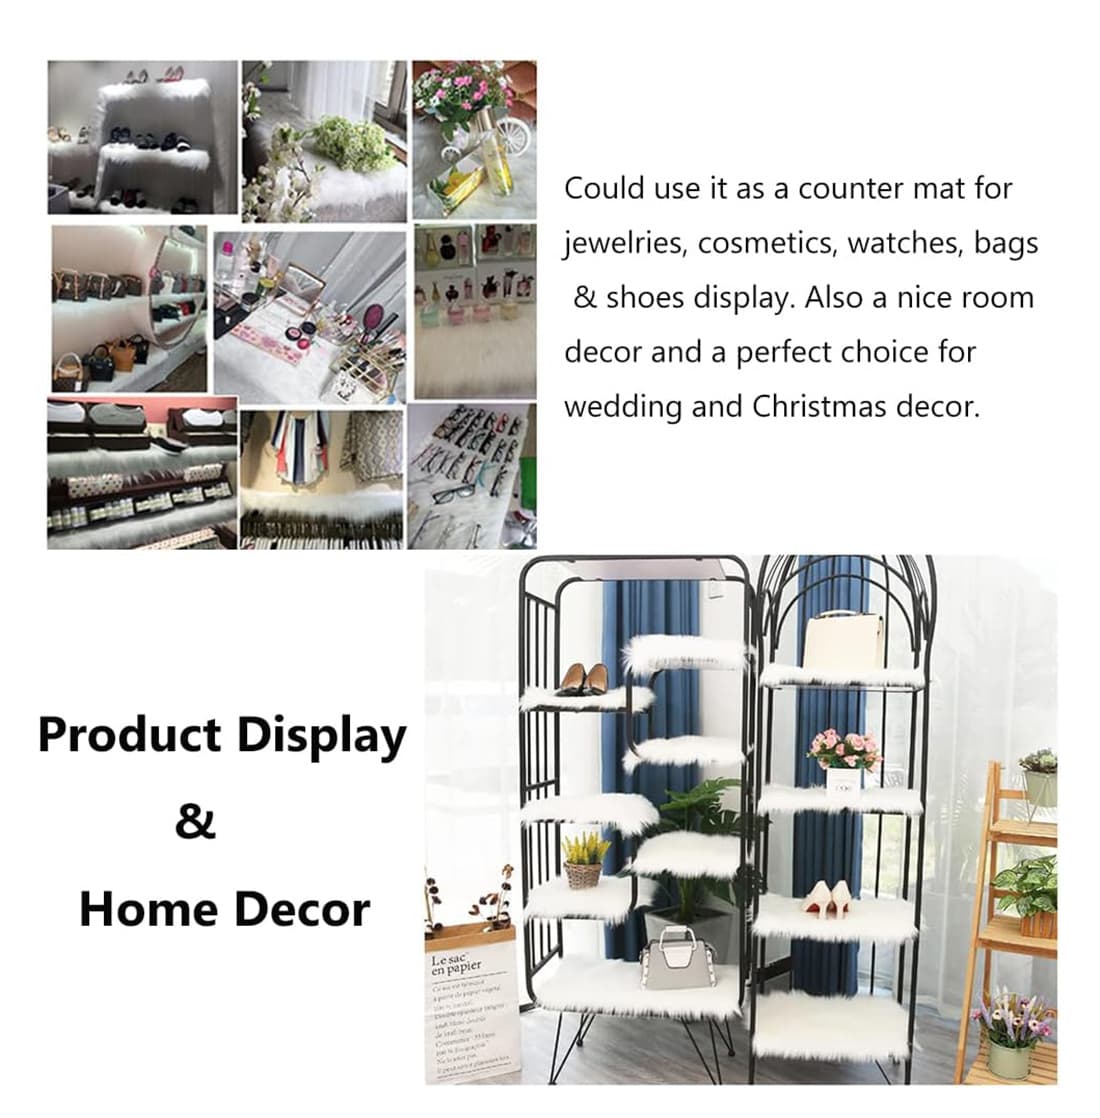 Could use it as a counter mat for
jewelries, cosmetics, watches, bags
& shoes display. Also a nice room
decor and a perfect choice for
wedding and Christmas decor.
Product Display
&
Home Decor
Le sac
en papier